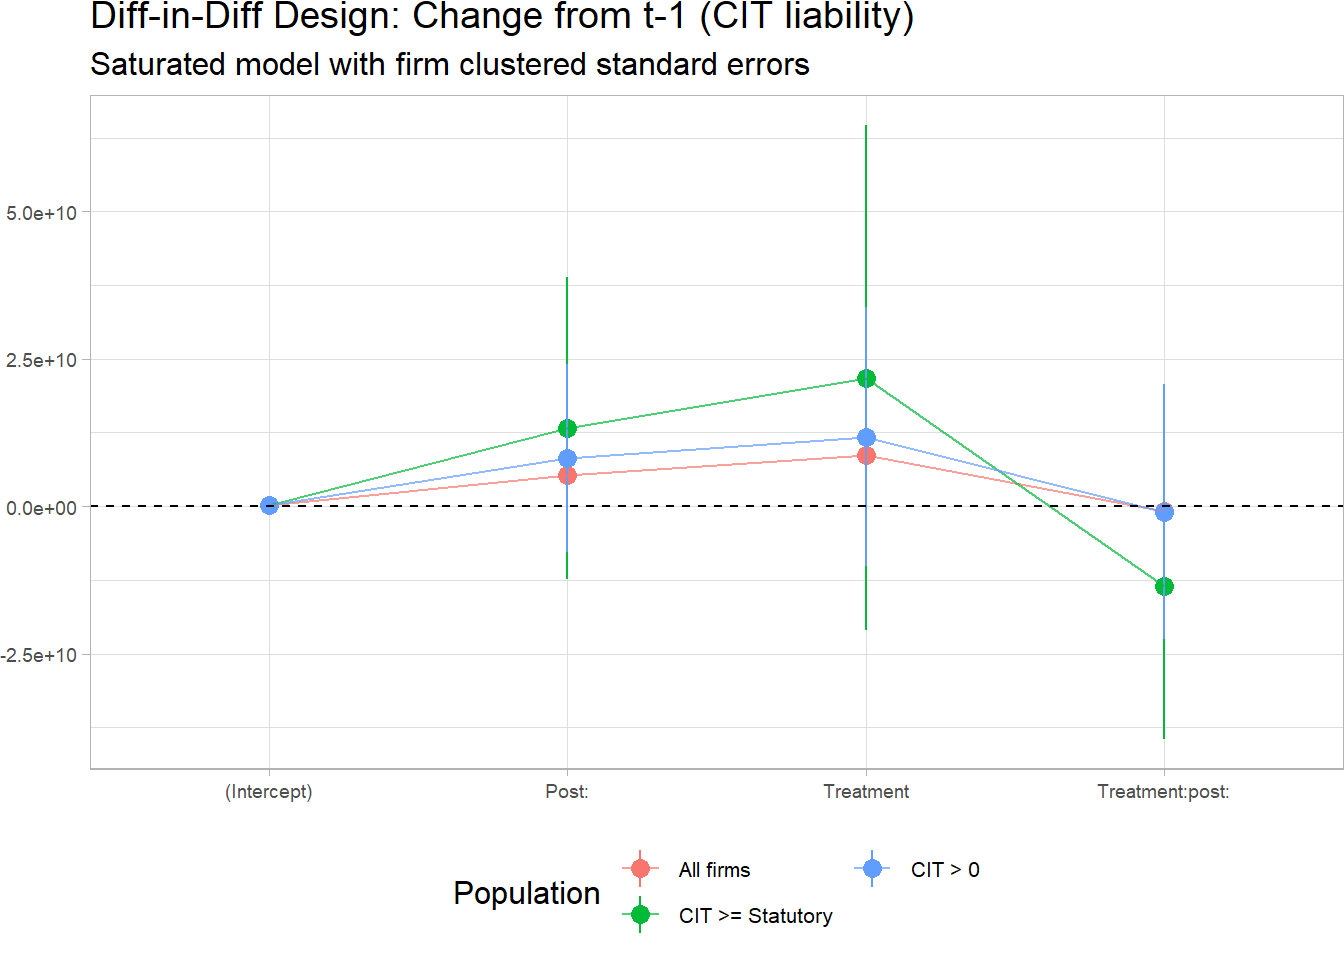 Diff-in-Diff Design: Change from t-1 (CIT liability)
Saturated model with firm clustered standard errors
5.0e+10
2.5e+10
0.0e+00
-2.5e+10
(Intercept)
Post:
Treatment
Treatment:post:
Population
All firms
CIT > 0
CIT >= Statutory